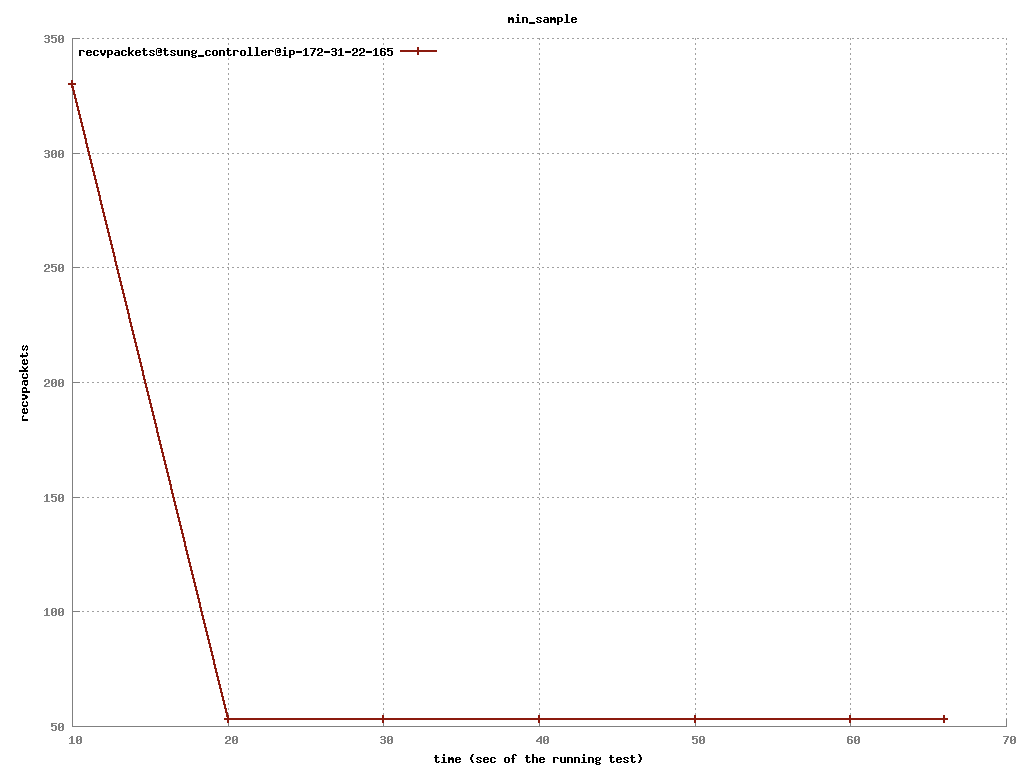 min_sample
350
recvpackets@tsung_controller@ip-172-31-22-165
300
250
200
recvpackets
150
100
50
10 20 30 40 50 60 70
time (sec of the running test)